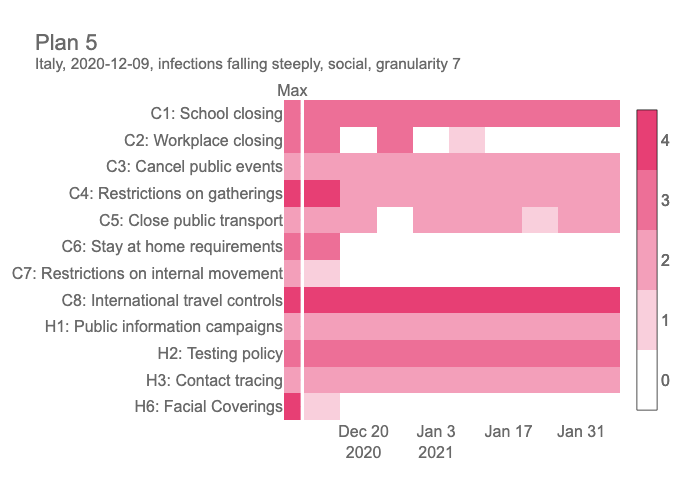 Plan 5
Italy, 2020-12-09, infections falling steeply, social, granularity 7
Max
C1: School closing
C2: Workplace closing
C3: Cancel public events
C4: Restrictions on gatherings
C5: Close public transport
C6: Stay at home requirements
C7: Restrictions on internal movement
C8: International travel controls
H1: Public information campaigns
H2: Testing policy
H3: Contact tracing
H6: Facial Coverings
4
3
2
1
0
Dec 20 Jan 3 Jan 17 Jan 31
2020 2021